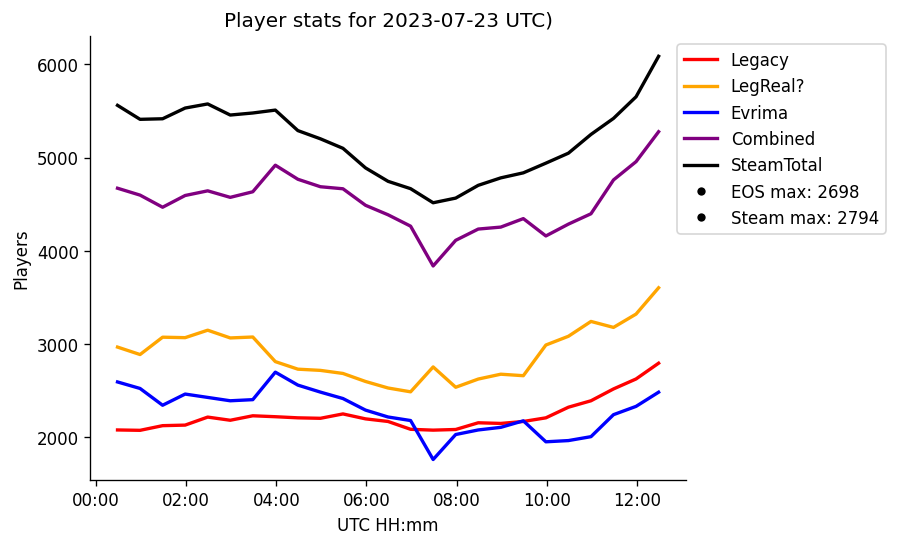 Player stats for 2023-07-23 UTC)
6000
5000
4000
3000
2000
Players
00:00 02:00 04:00 06:00 08:00 10:00 12:00
UTC HH:mm
Legacy
LegReal?
Evrima
Combined
SteamTotal
EOS max: 2698
Steam max: 2794